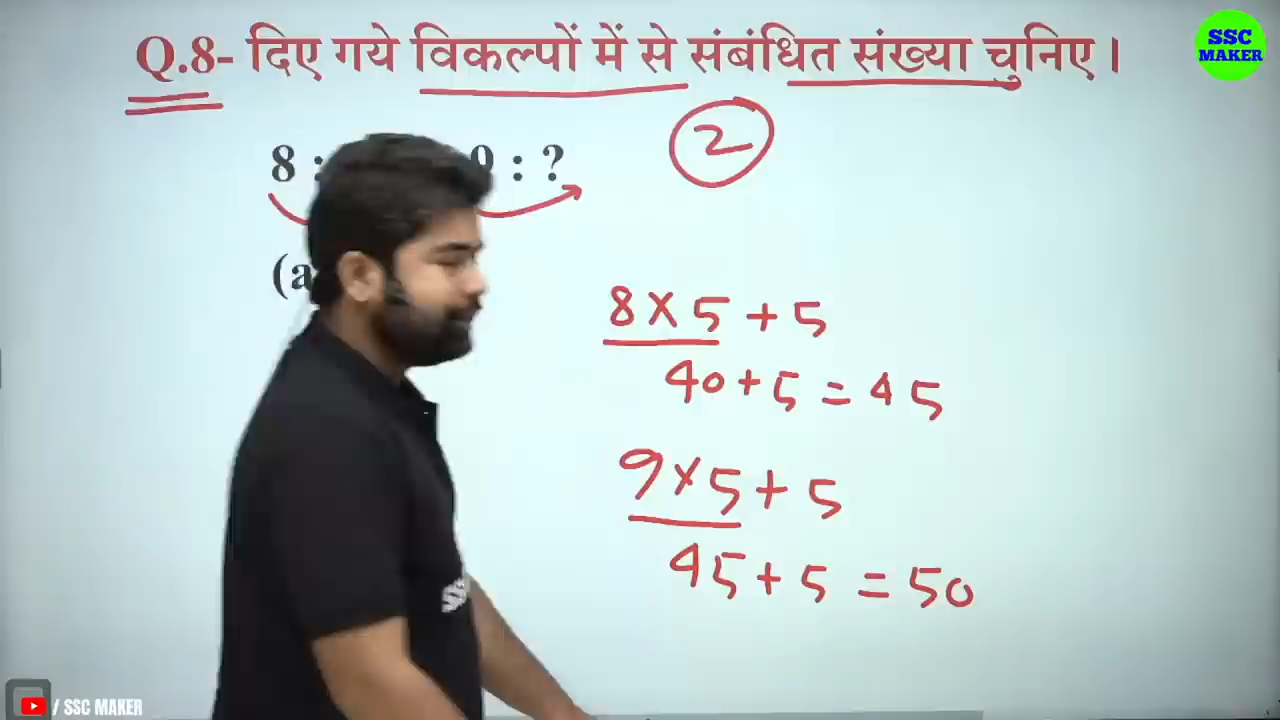 Q.8- दिए गये विकल्पों में से संबंधित संख्या चुनिए।
SSC MAKER
8 : 9 : ?
2
(a
8×5+5
40+5=45
9×5+5
45+5=50
/ SSC MAKER